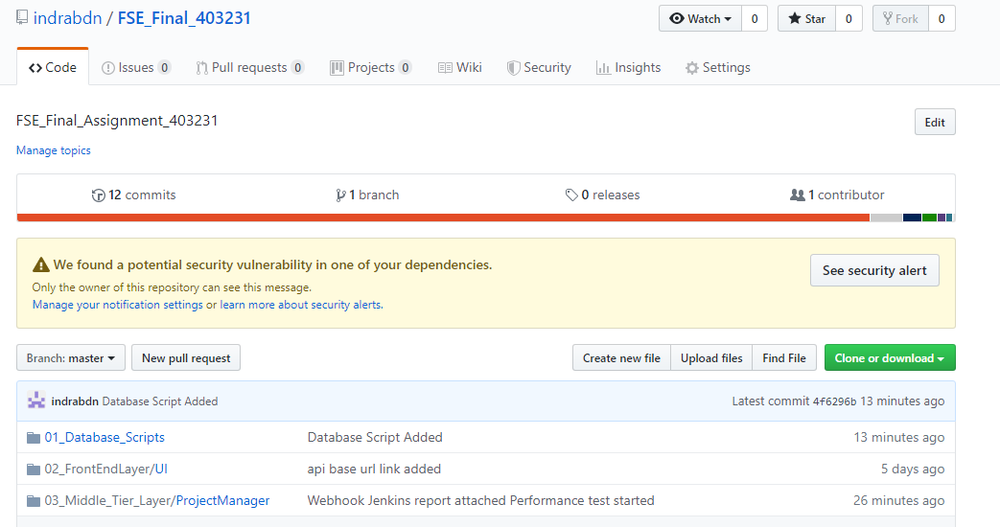 indrabdn / FSE_Final_403231
Watch 0 Star 0 Fork 0
Code Issues 0 Pull requests 0 Projects 0 Wiki Security Insights Settings
FSE_Final_Assignment_403231 Edit
Manage topics
12 commits 1 branch 0 releases 1 contributor
We found a potential security vulnerability in one of your dependencies.
See security alert
Only the owner of this repository can see this message.
Manage your notification settings or learn more about security alerts.
Branch: master New pull request Create new file Upload files Find File Clone or download
indrabdn Database Script Added Latest commit 4f6296b 13 minutes ago
01_Database_Scripts Database Script Added 13 minutes ago
02_FrontEndLayer/UI api base url link added 5 days ago
03_Middle_Tier_Layer/ProjectManager Webhook Jenkins report attached Performance test started 26 minutes ago